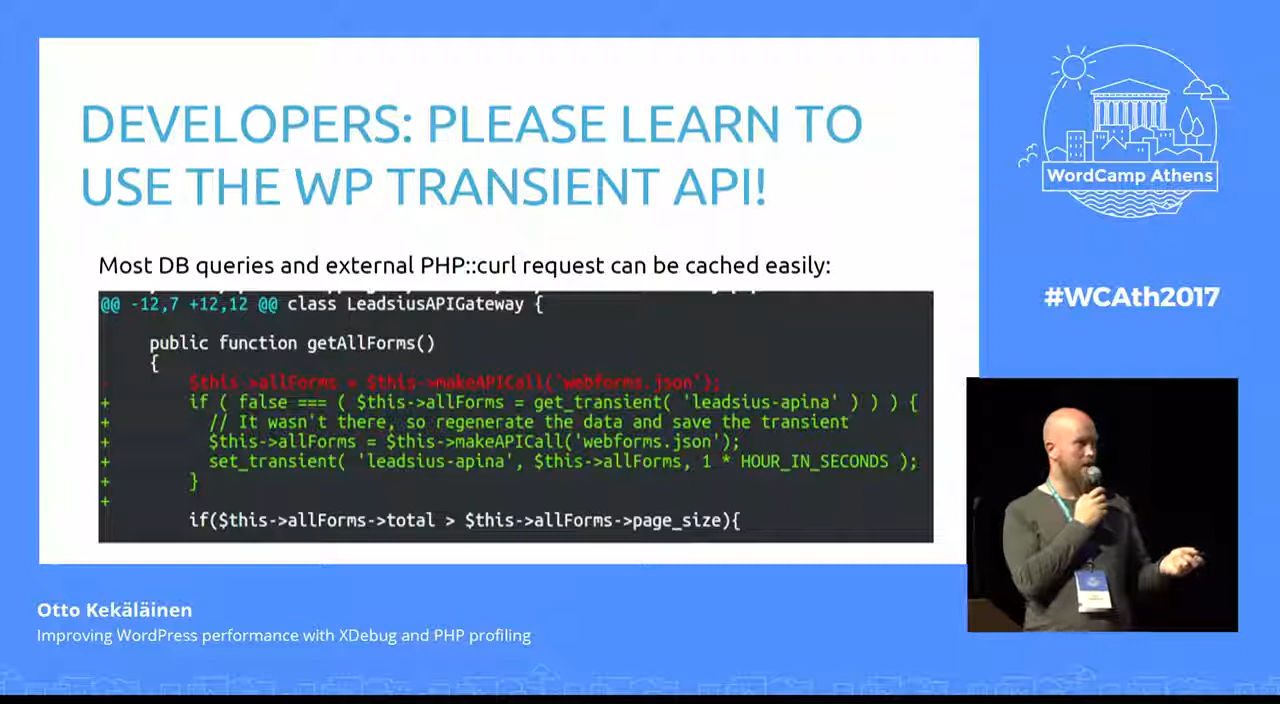 DEVELOPERS: PLEASE LEARN TO
USE THE WP TRANSIENT API!
Most DB queries and external PHP::curl request can be cached easily:
@@ -12,7 +12,12 @@ class LeadsiusAPIGateway {
public function getAllForms()
{
- $this->allForms = $this->makeAPICall('webforms.json');
+ if ( false === ( $this->allForms = get_transient( 'leadsius-apina' ) ) ) {
+ // It wasn't there, so regenerate the data and save the transient
+ $this->allForms = $this->makeAPICall('webforms.json');
+ set_transient( 'leadsius-apina', $this->allForms, 1 * HOUR_IN_SECONDS );
+ }
+
if($this->allForms->total > $this->allForms->page_size){
WordCamp Athens
#WCAth2017
Otto Kekäläinen
Improving WordPress performance with XDebug and PHP profiling